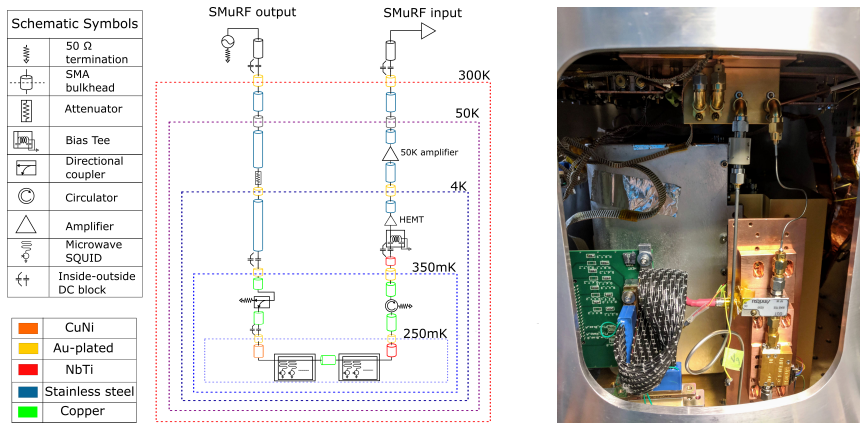 Schematic Symbols
50 Ω
termination
SMA
bulkhead
Attenuator
Bias Tee
Directional
coupler
Circulator
Amplifier
Microwave
SQUID
Inside-outside
DC block
CuNi
Au-plated
NbTi
Stainless steel
Copper
SMuRF output
SMuRF input
300K
50K
50K amplifier
4K
HEMT
350mK
250mK